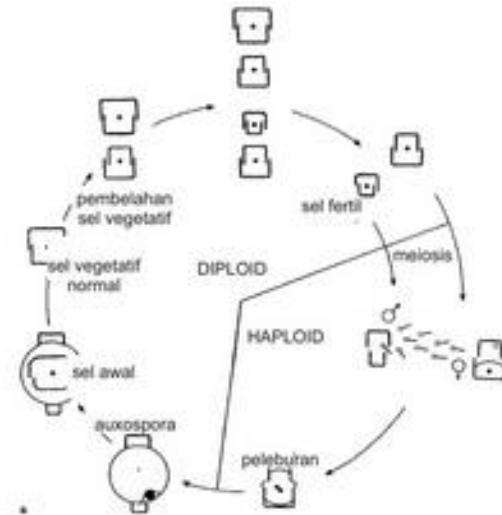 pembelahan
sel vegetatif
sel fertil
sel vegetatif
normal
DIPLOID
meiosis
HAPLOID
♂
♀
sel awal
auxospora
peleburan